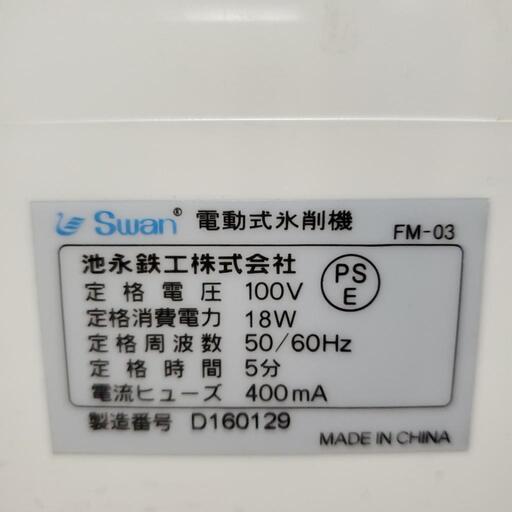 Swan® 電動式氷削機 FM-03
池永鉄工株式会社
PS
E
定格電圧 100V
定格消費電力 18W
定格周波数 50/60Hz
定格時間 5分
電流ヒューズ 400mA
製造番号 D160129
MADE IN CHINA